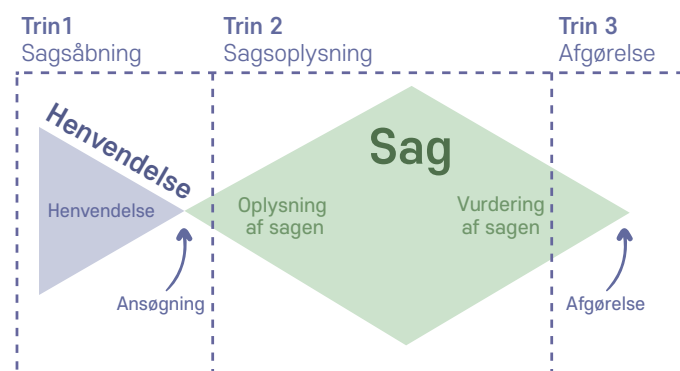 Trin1
Sagsåbning
Trin 2
Sagsoplysning
Trin 3
Afgørelse
Henvendelse
Henvendelse
Ansøgning
Sag
Oplysning
af sagen
Vurdering
af sagen
Afgørelse